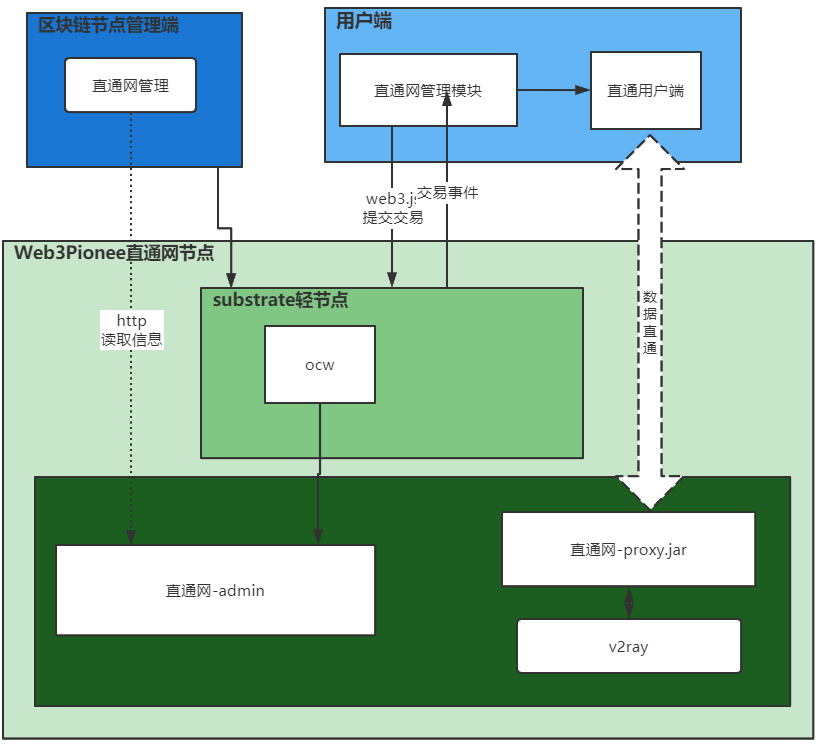 区块链节点管理端
直通网管理
用户端
直通网管理模块
直通用户端
web3.js
提交交易
交易事件
Web3Pionee直通网节点
substrate轻节点
ocw
http
读取信息
数
据
直
通
直通网-admin
直通网-proxy.jar
v2ray